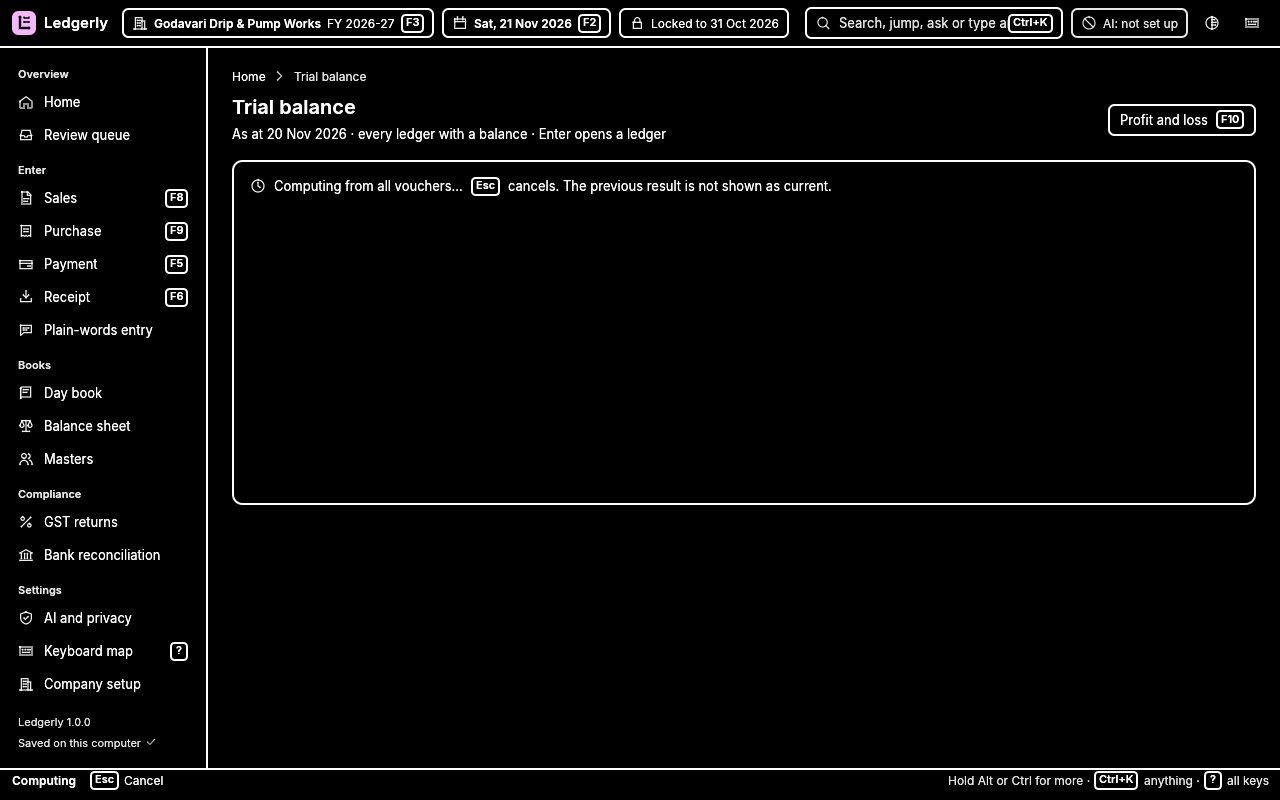 Ledgerly
Godavari Drip & Pump Works FY 2026-27 F3
Sat, 21 Nov 2026 F2
Locked to 31 Oct 2026
Search, jump, ask or type a Ctrl+K
AI: not set up
Overview
Home
Review queue
Enter
Sales F8
Purchase F9
Payment F5
Receipt F6
Plain-words entry
Books
Day book
Balance sheet
Masters
Compliance
GST returns
Bank reconciliation
Settings
AI and privacy
Keyboard map ?
Company setup
Ledgerly 1.0.0
Saved on this computer
Home Trial balance
Trial balance
As at 20 Nov 2026 · every ledger with a balance · Enter opens a ledger
Profit and loss F10
Computing from all vouchers... Esc cancels. The previous result is not shown as current.
Computing Esc Cancel
Hold Alt or Ctrl for more · Ctrl+K anything · ? all keys